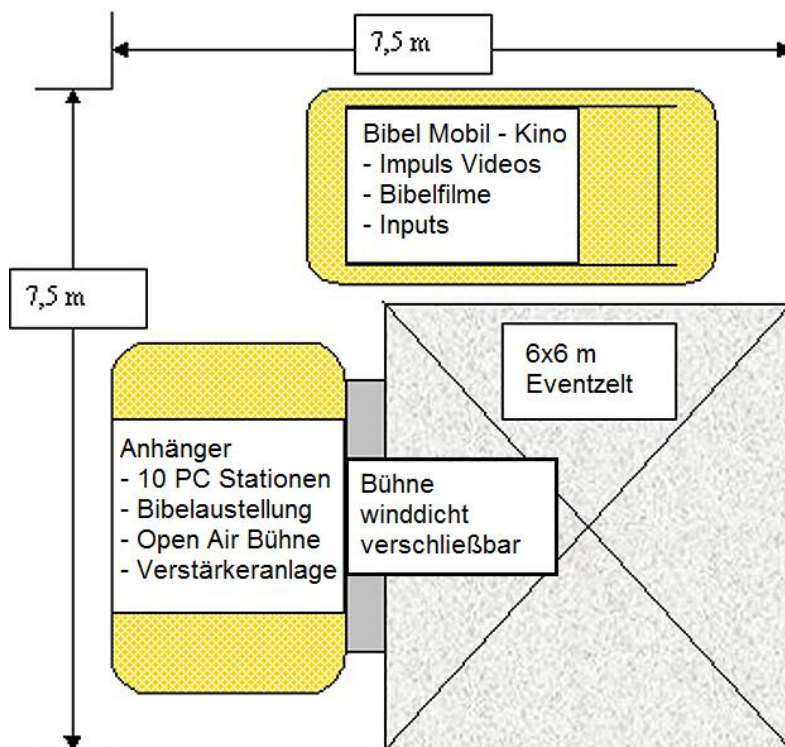 7,5 m
Bibel Mobil - Kino
- Impuls Videos
- Bibelfilme
- Inputs
7,5 m
6x6 m
Eventzelt
Anhänger
- 10 PC Stationen
- Bibelaustellung
- Open Air Bühne
- Verstärkeranlage
Bühne
winddicht
verschließbar